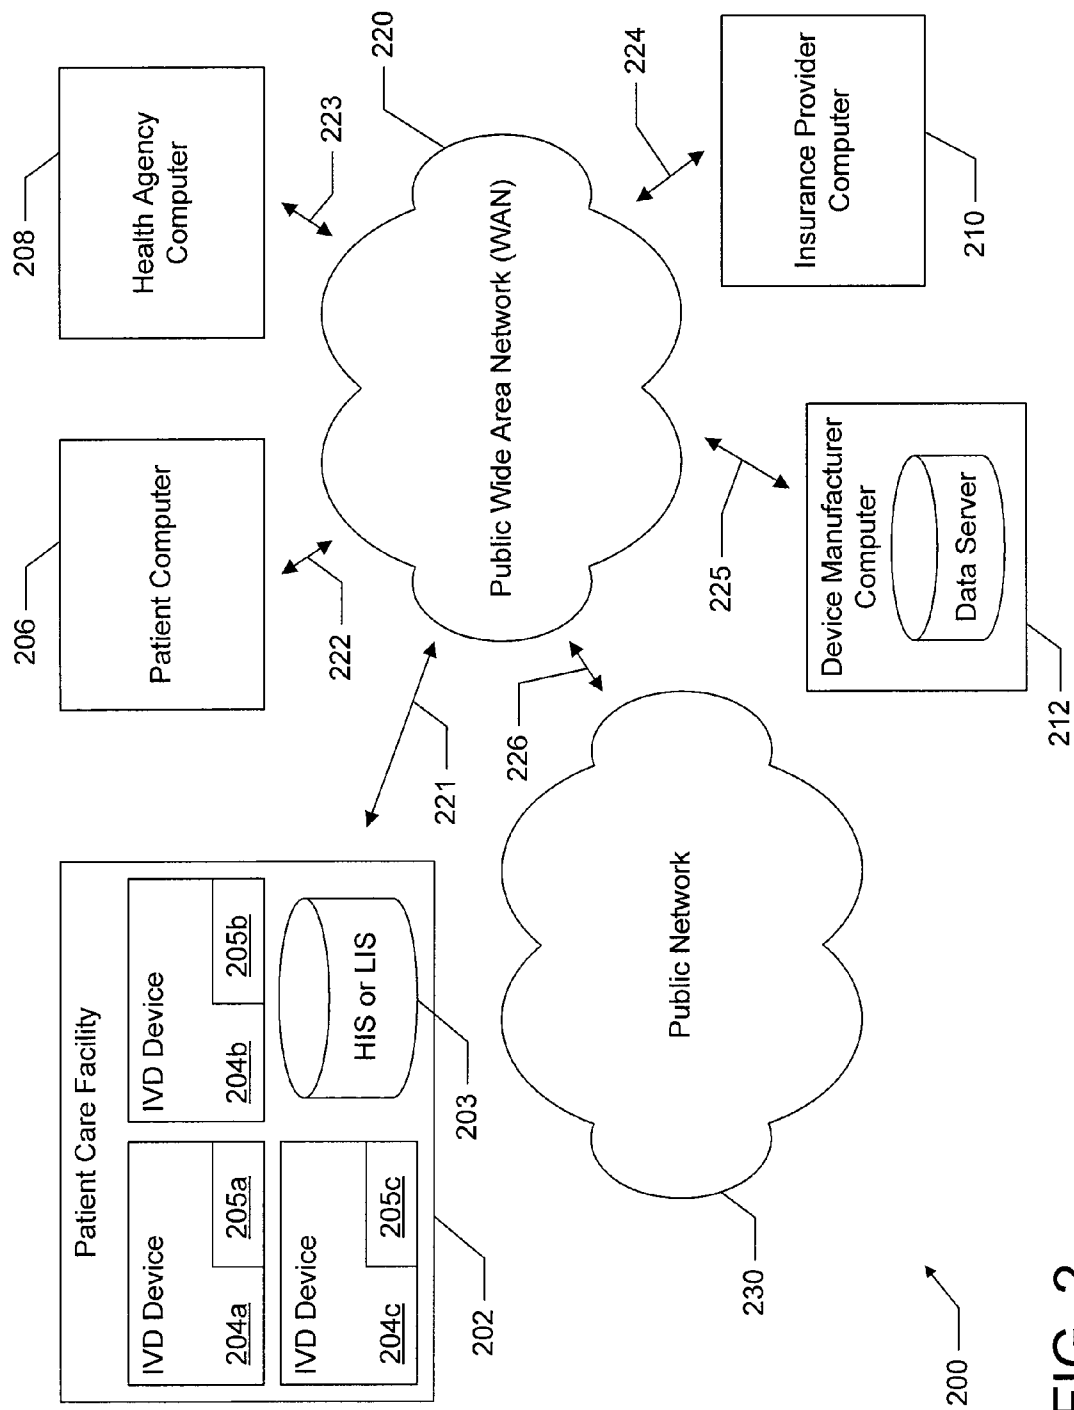 Patient Care Facility
IVD Device
204a
205a
IVD Device
204b
205b
IVD Device
204c
205c
HIS or LIS
203
202
206
Patient Computer
222
208
Health Agency
Computer
223
220
221
Public Wide Area Network (WAN)
226
225
224
Public Network
230
Device Manufacturer
Computer
Data Server
212
Insurance Provider
Computer
210
200
FIG. 2